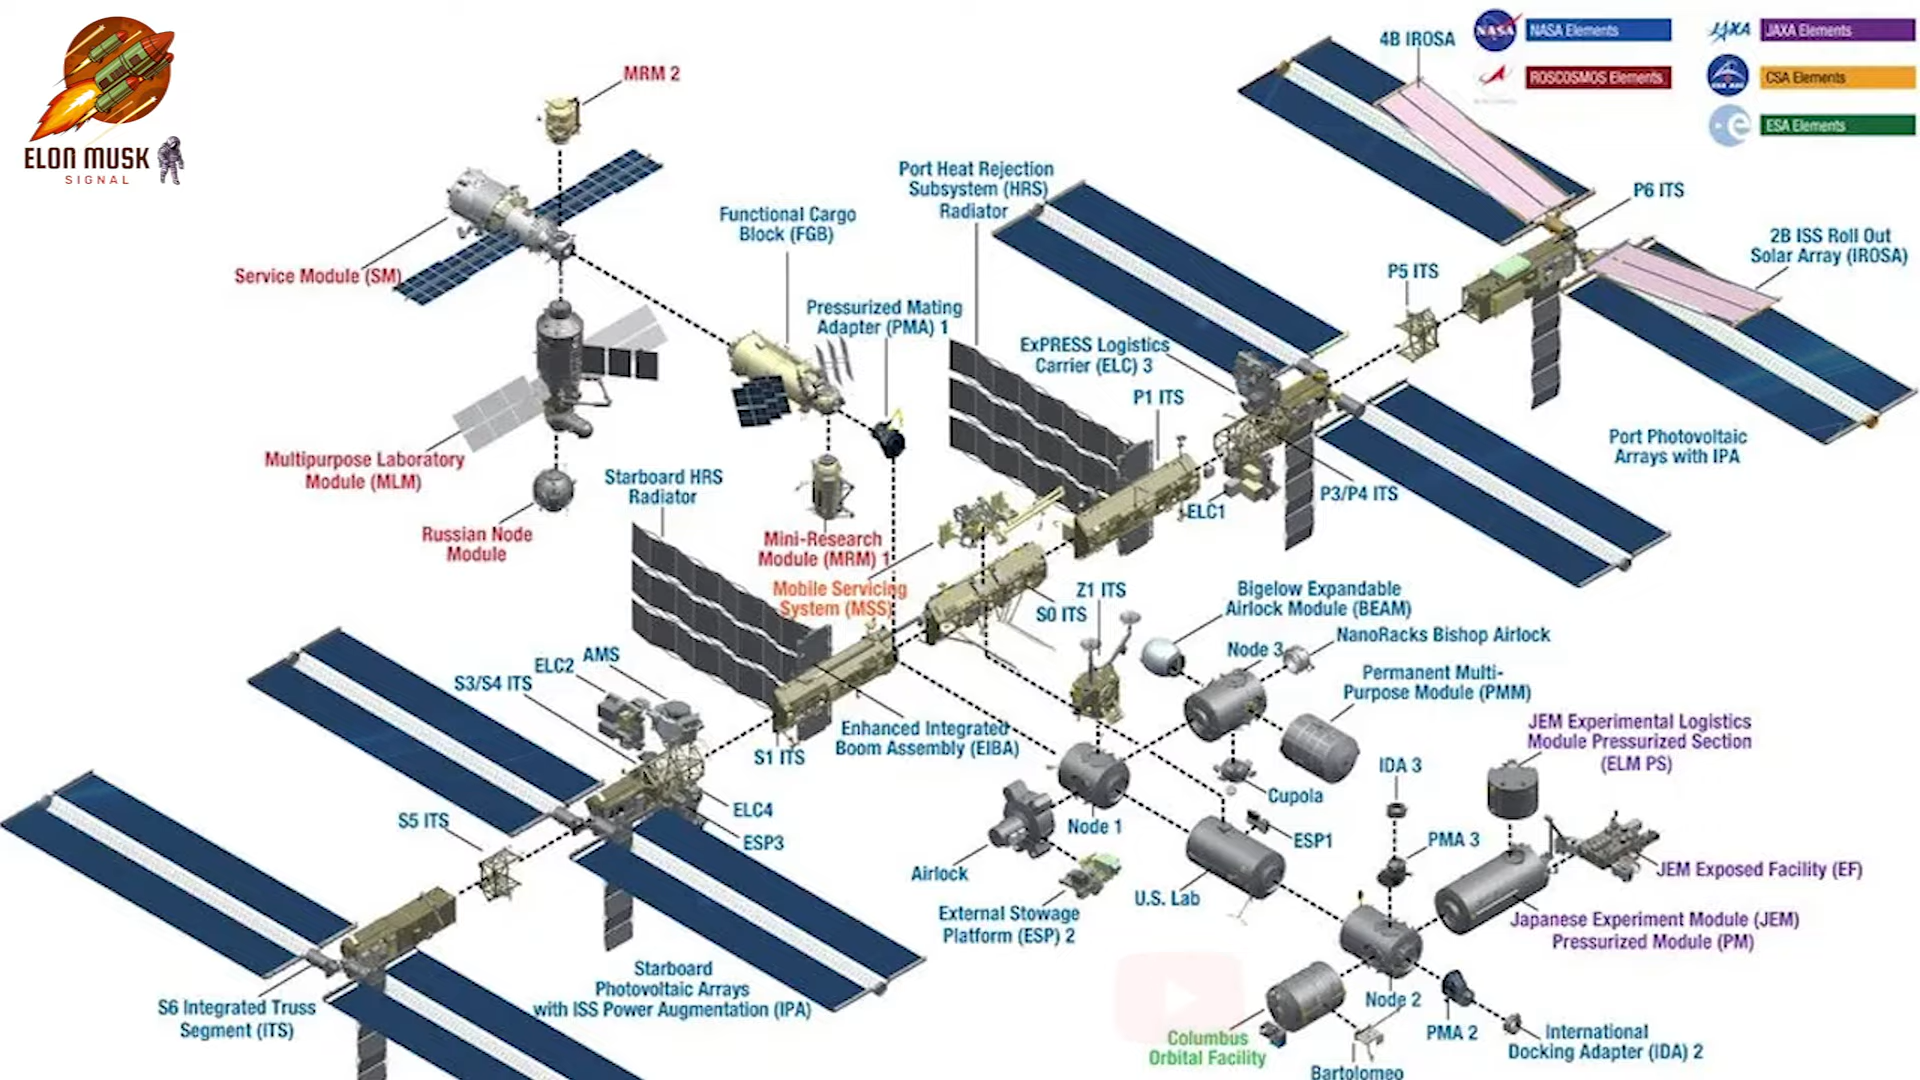 ELON MUSK
SIGNAL
MRM 2
Service Module (SM)
Functional Cargo
Block (FGB)
Pressurized Mating
Adapter (PMA) 1
Port Heat Rejection
Subsystem (HRS)
Radiator
4B IROSA
NASA
NASA Elements
ROSCOSMOS Elements
JAXA
JAXA Elements
CSA Elements
ESA Elements
P6 ITS
2B ISS Roll Out
Solar Array (IROSA)
P5 ITS
ExPRESS Logistics
Carrier (ELC) 3
P1 ITS
Port Photovoltaic
Arrays with IPA
P3/P4 ITS
ELC1
Multipurpose Laboratory
Module (MLM)
Russian Node
Module
Starboard HRS
Radiator
Mini-Research
Module (MRM) 1
Mobile Servicing
System (MSS)
S0 ITS
Z1 ITS
Bigelow Expandable
Airlock Module (BEAM)
NanoRacks Bishop Airlock
Node 3
Permanent Multi-
Purpose Module (PMM)
AMS
ELC2
S3/S4 ITS
S1 ITS
Enhanced Integrated
Boom Assembly (EIBA)
JEM Experimental Logistics
Module Pressurized Section
(ELM PS)
IDA 3
Cupola
Node 1
ELC4
ESP3
S5 ITS
ESP1
PMA 3
Airlock
U.S. Lab
JEM Exposed Facility (EF)
External Stowage
Platform (ESP) 2
Japanese Experiment Module (JEM)
Pressurized Module (PM)
Starboard
Photovoltaic Arrays
with ISS Power Augmentation (IPA)
S6 Integrated Truss
Segment (ITS)
Node 2
PMA 2
Columbus
Orbital Facility
International
Docking Adapter (IDA) 2
Bartolomeo